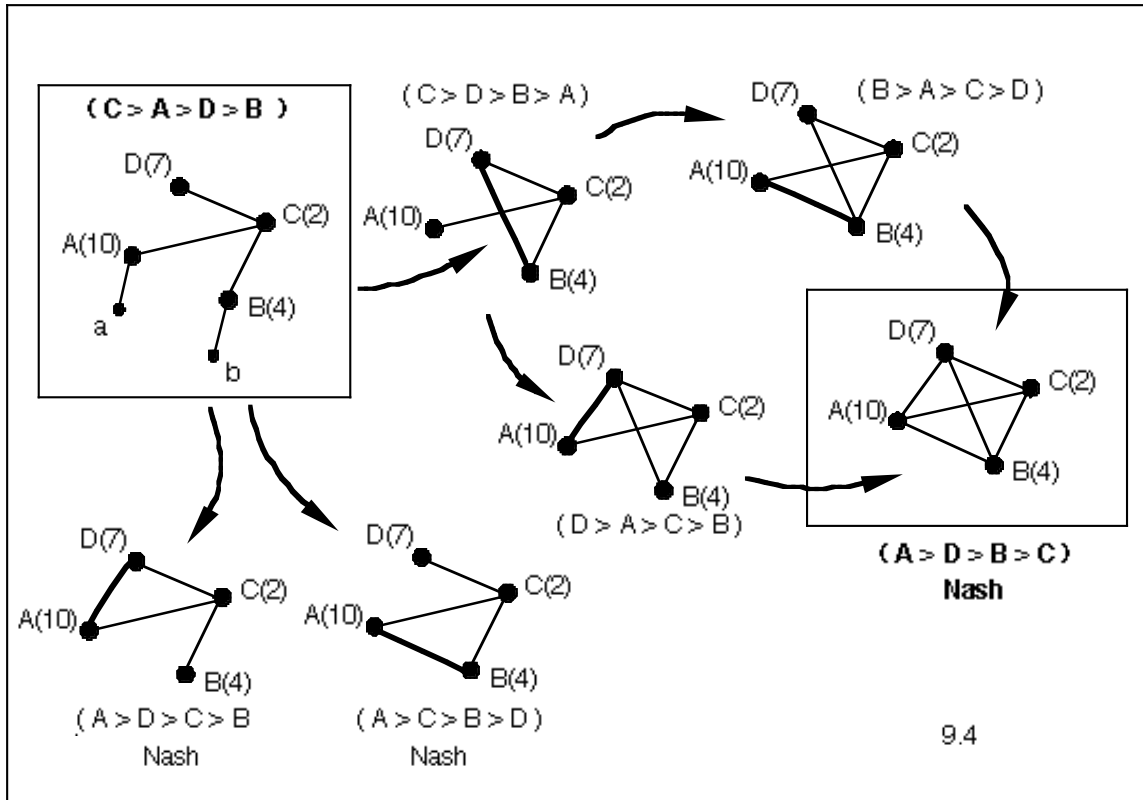 ( C > A > D > B )
D(7)
C(2)
A(10)
B(4)
a
b
( C > D > B > A )
D(7)
C(2)
A(10)
B(4)
( B > A > C > D )
D(7)
C(2)
A(10)
B(4)
D(7)
C(2)
A(10)
B(4)
( D > A > C > B )
D(7)
C(2)
A(10)
B(4)
( A > D > B > C )
Nash
D(7)
C(2)
A(10)
B(4)
( A > D > C > B
Nash
D(7)
C(2)
A(10)
B(4)
( A > C > B > D )
Nash
9.4